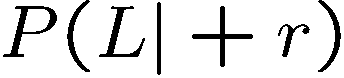 P(L| + r)